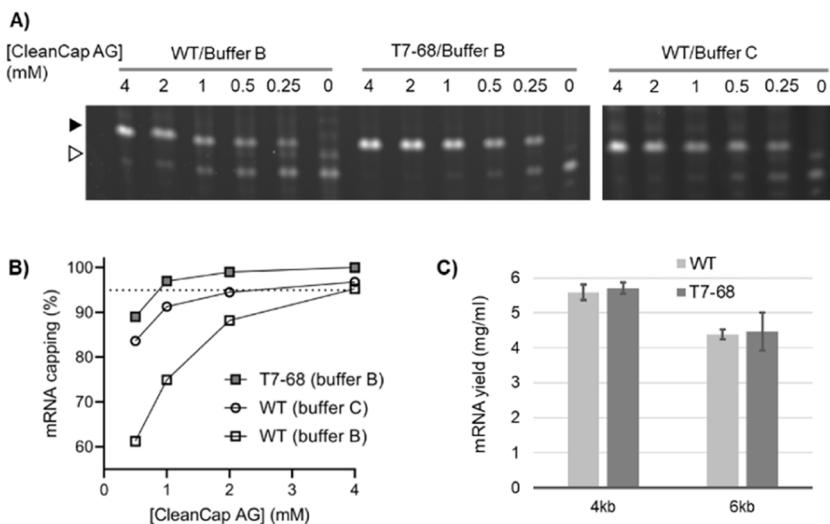 A)
[CleanCap AG]
(mM)
WT/Buffer B
T7-68/Buffer B
WT/Buffer C
4 2 1 0.5 0.25 0
4 2 1 0.5 0.25 0
4 2 1 0.5 0.25 0
B)
mRNA capping (%)
100
90
80
70
60
T7-68 (buffer B)
WT (buffer C)
WT (buffer B)
0 1 2 3 4
[CleanCap AG] (mM)
C)
WT
T7-68
mRNA yield (mg/ml)
6
5
4
3
2
1
0
4kb 6kb